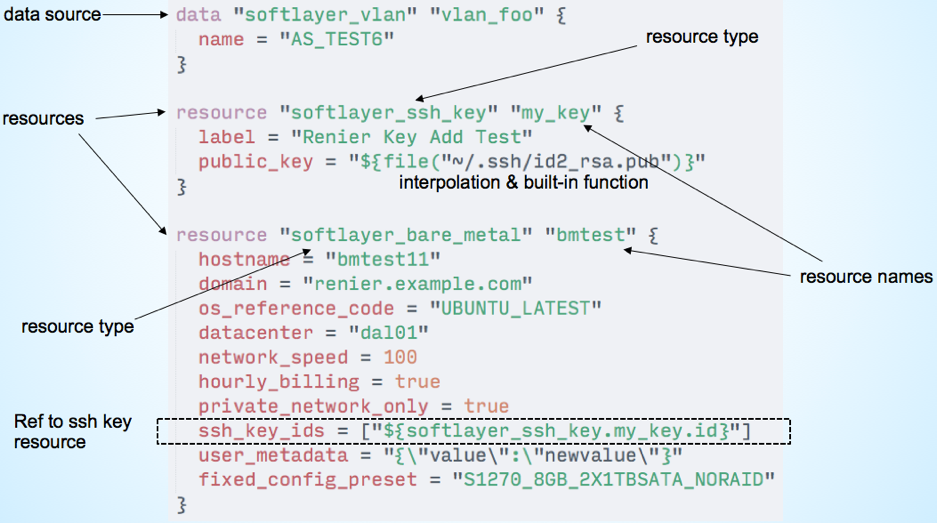 data source
data "softlayer_vlan" "vlan_foo" {
name = "AS_TEST6"
}
resource type
resources
resource "softlayer_ssh_key" "my_key" {
label = "Renier Key Add Test"
public_key = "${file("~/.ssh/id2_rsa.pub")}"
interpolation & built-in function
}
resource "softlayer_bare_metal" "bmtest" {
hostname = "bmtest11"
resource names
domain = "renier.example.com"
os_reference_code = "UBUNTU_LATEST"
resource type
datacenter = "dal01"
network_speed = 100
hourly_billing = true
private_network_only = true
Ref to ssh key
resource
ssh_key_ids = ["${softlayer_ssh_key.my_key.id}"]
user_metadata = "{\"value\":\"newvalue\"}"
fixed_config_preset = "S1270_8GB_2X1TBSATA_NORAID"
}